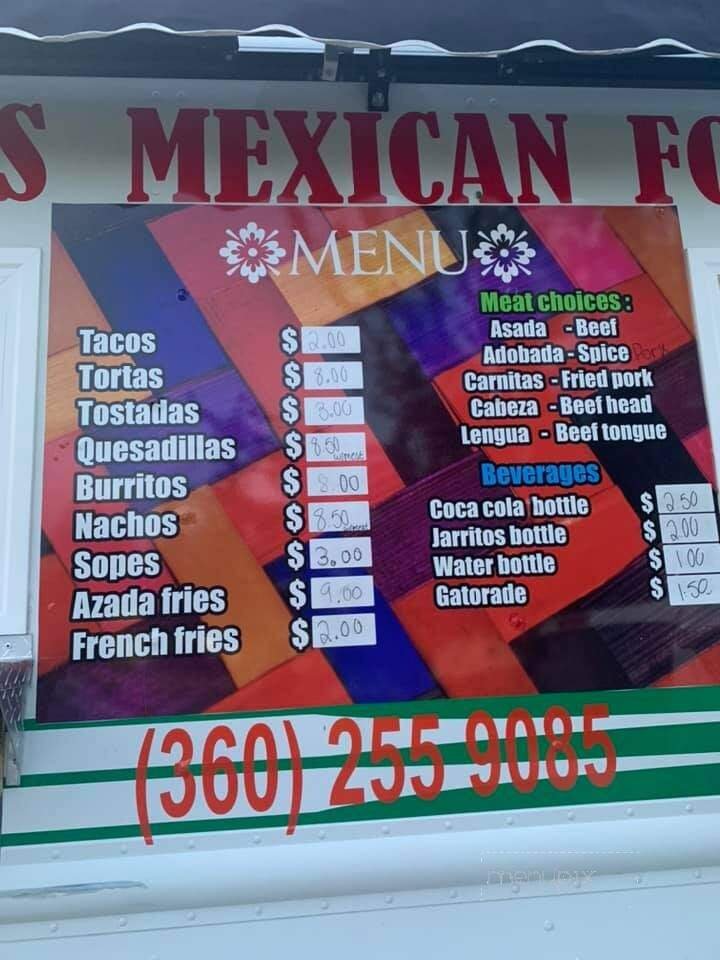 S MEXICAN FO
MENU
Tacos $ 2.00
Tortas $ 8.00
Tostadas $ 3.00
Quesadillas $ 8.50
Burritos $ 8.00
Nachos $ 8.50
Sopes $ 3.00
Azada fries $ 9.00
French fries $ 2.00
Meat choices :
Asada - Beef
Adobada - Spice Pork
Carnitas - Fried pork
Cabeza - Beef head
Lengua - Beef tongue
Beverages
Coca cola bottle $ 2.50
Jarritos bottle $ 2.00
Water bottle $ 1.00
Gatorade $ 1.50
(360) 255 9085
menupix